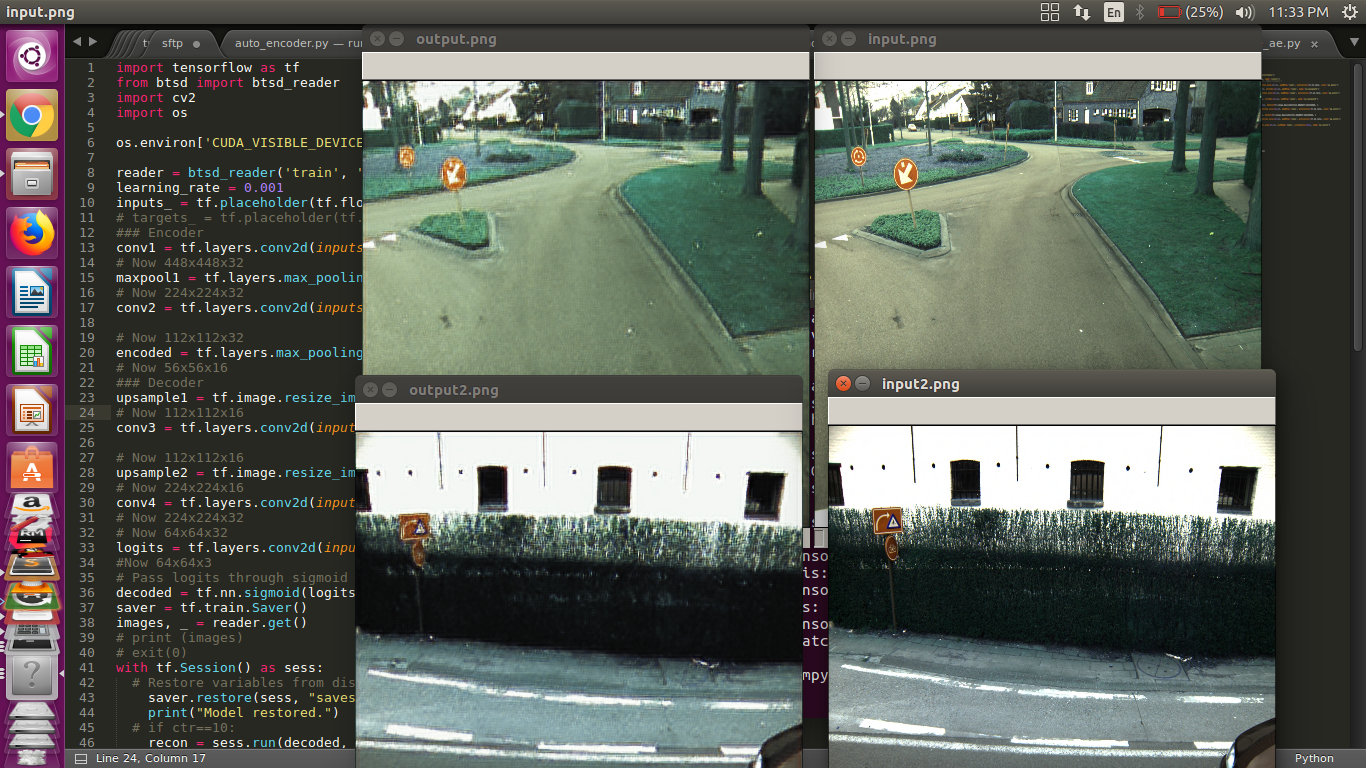 input.png
En
(25%)
11:33 PM
sftp
auto_encoder.py — 
_ae.py
output.png
input.png
1 import tensorflow as tf
2 from btsd import btsd_reader
3 import cv2
4 import os
5
6 os.environ['CUDA_VISIBLE_DEVICE
7
8 reader = btsd_reader('train', '
9 learning_rate = 0.001
10 inputs_ = tf.placeholder(tf.flo
11 # targets_ = tf.placeholder(tf.
12 ### Encoder
13 conv1 = tf.layers.conv2d(inputs
14 # Now 448x448x32
15 maxpool1 = tf.layers.max_poolin
16 # Now 224x224x32
17 conv2 = tf.layers.conv2d(inputs
18
19 # Now 112x112x32
20 encoded = tf.layers.max_pooling
21 # Now 56x56x16
22 ### Decoder
23 upsample1 = tf.image.resize_im
24 # Now 112x112x16
25 conv3 = tf.layers.conv2d(input
26
27 # Now 112x112x16
28 upsample2 = tf.image.resize_im
29 # Now 224x224x16
30 conv4 = tf.layers.conv2d(input
31 # Now 224x224x32
32 # Now 64x64x32
33 logits = tf.layers.conv2d(inpu
34 #Now 64x64x3
35 # Pass logits through sigmoid
36 decoded = tf.nn.sigmoid(logits
37 saver = tf.train.Saver()
38 images, _ = reader.get()
39 # print (images)
40 # exit(0)
41 with tf.Session() as sess:
42 # Restore variables from dis
43 saver.restore(sess, "saves
44 print("Model restored.")
45 # if ctr==10:
46 recon = sess.run(decoded,
output2.png
input2.png
nso
is:
nso
s:
nso
atc
mpy
Line 24, Column 17
Python